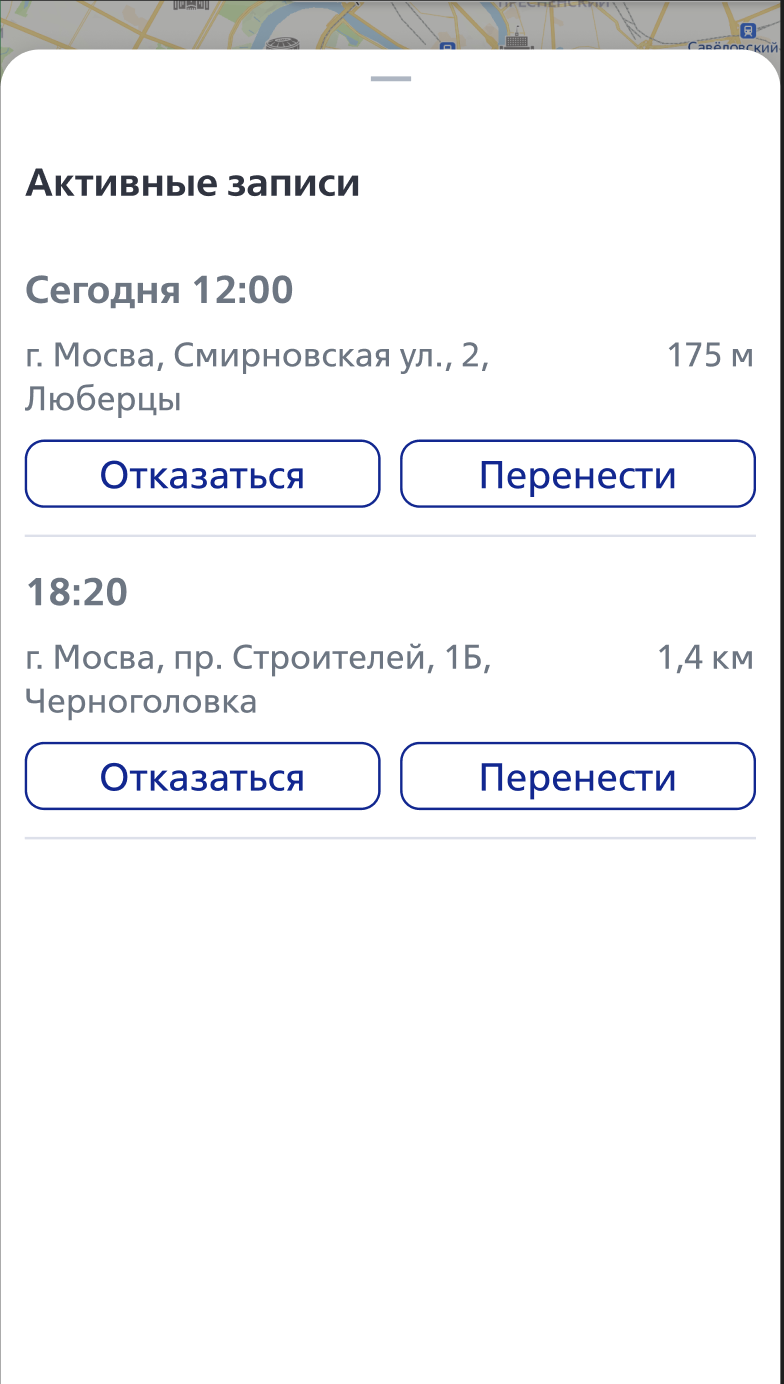 ПРЕСНЕНСКИЙ
Савёловский
Активные записи
Сегодня 12:00
г. Мосва, Смирновская ул., 2, 175 м
Люберцы
Отказаться Перенести
18:20
г. Мосва, пр. Строителей, 1Б, 1,4 км
Черноголовка
Отказаться Перенести